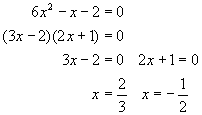 6x² − x − 2 = 0
(3x − 2)(2x + 1) = 0
3x − 2 = 0 2x + 1 = 0
x = 2/3 x = −1/2